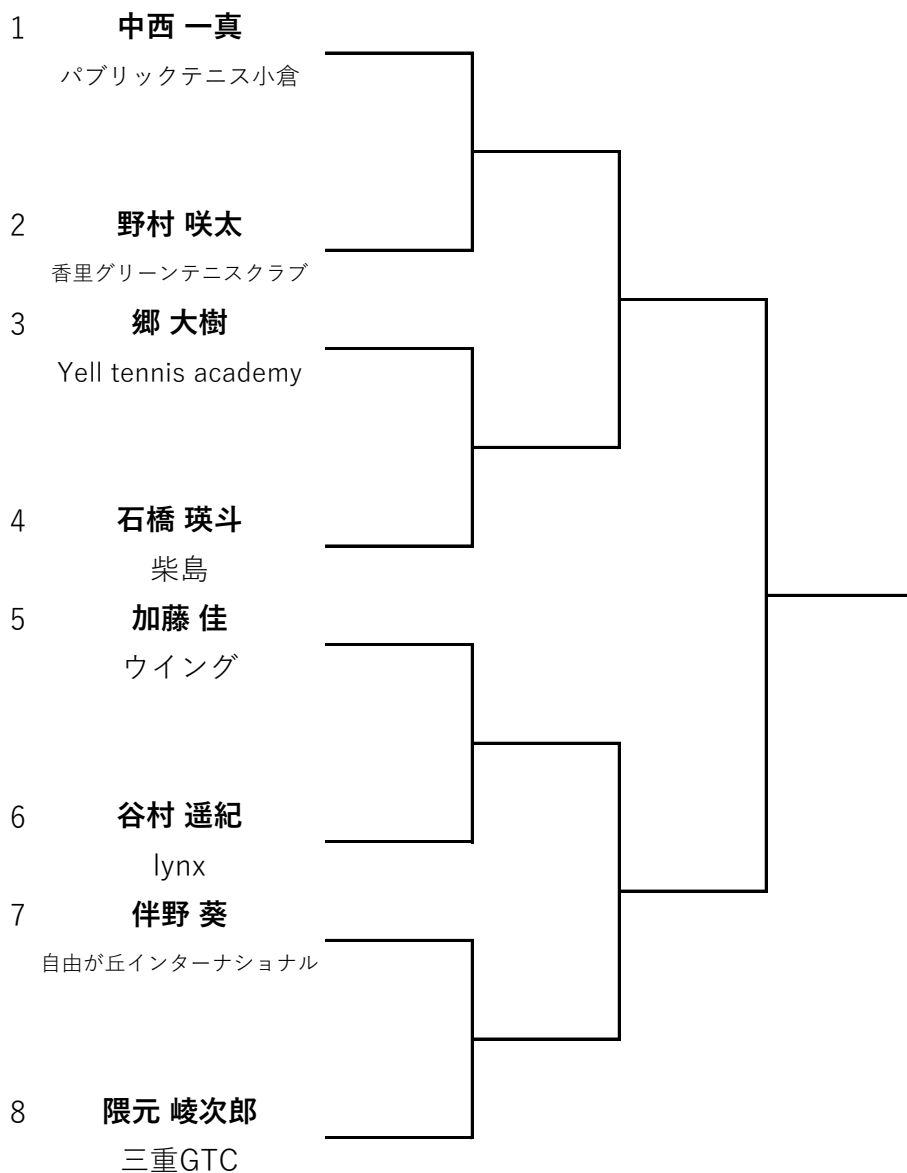 1 中西 一真
パブリックテニス小倉
2 野村 咲太
香里グリーンテニスクラブ
3 郷 大樹
Yell tennis academy
4 石橋 瑛斗
柴島
5 加藤 佳
ウイング
6 谷村 遥紀
lynx
7 伴野 葵
自由が丘インターナショナル
8 隈元 崚次郎
三重GTC